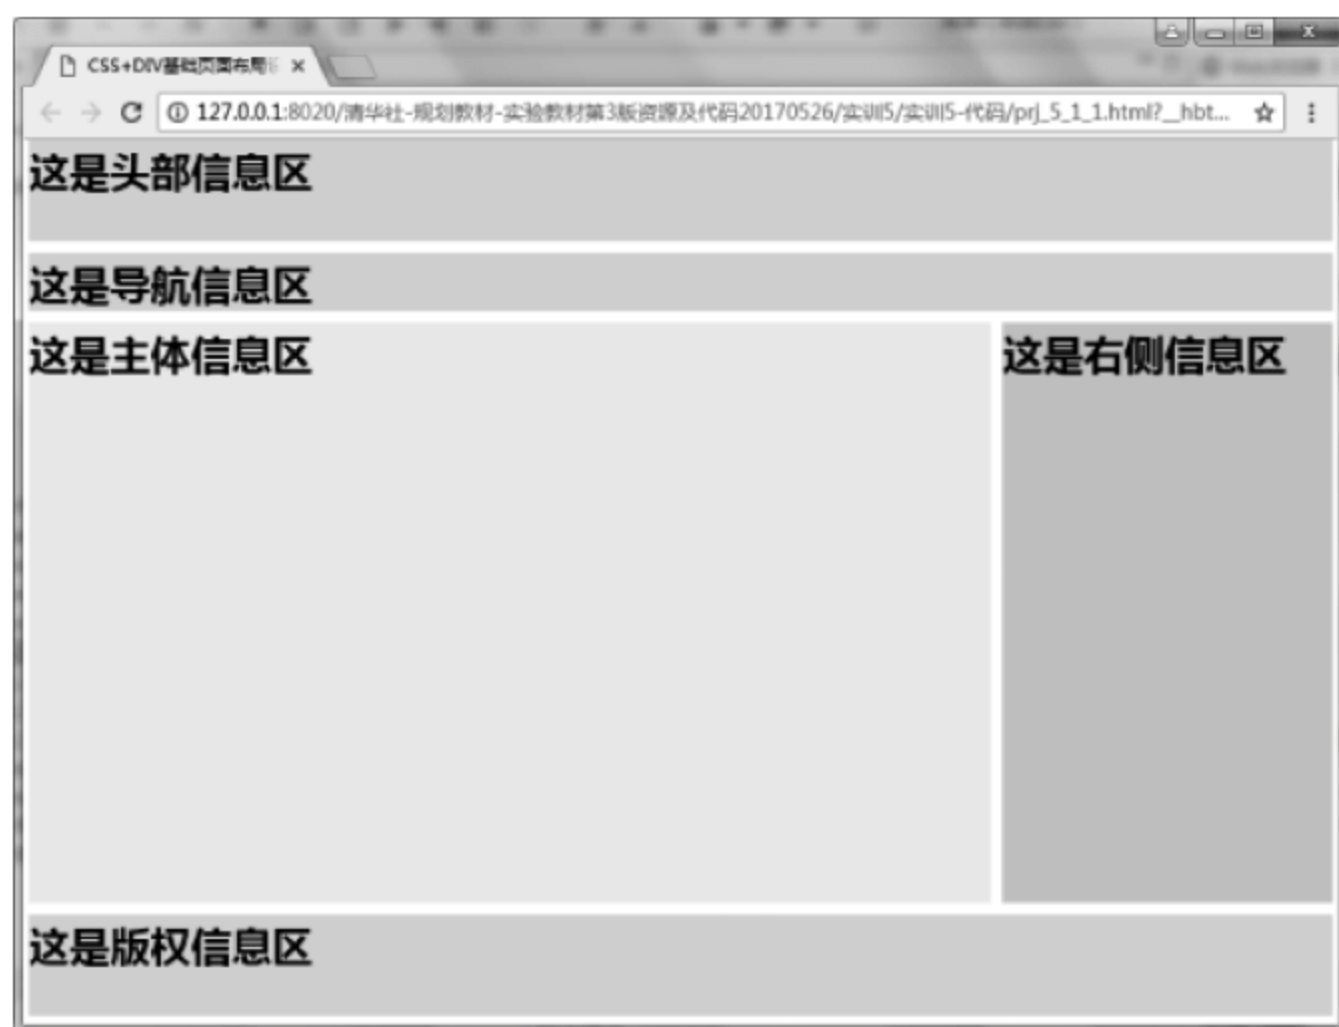 CSS+DIV基础页面布局
127.0.0.1:8020/清华社-规划教材-实验教材第3版资源及代码20170526/实训5/实训5-代码/prj_5_1_1.html?__hbt...
这是头部信息区
这是导航信息区
这是主体信息区
这是右侧信息区
这是版权信息区